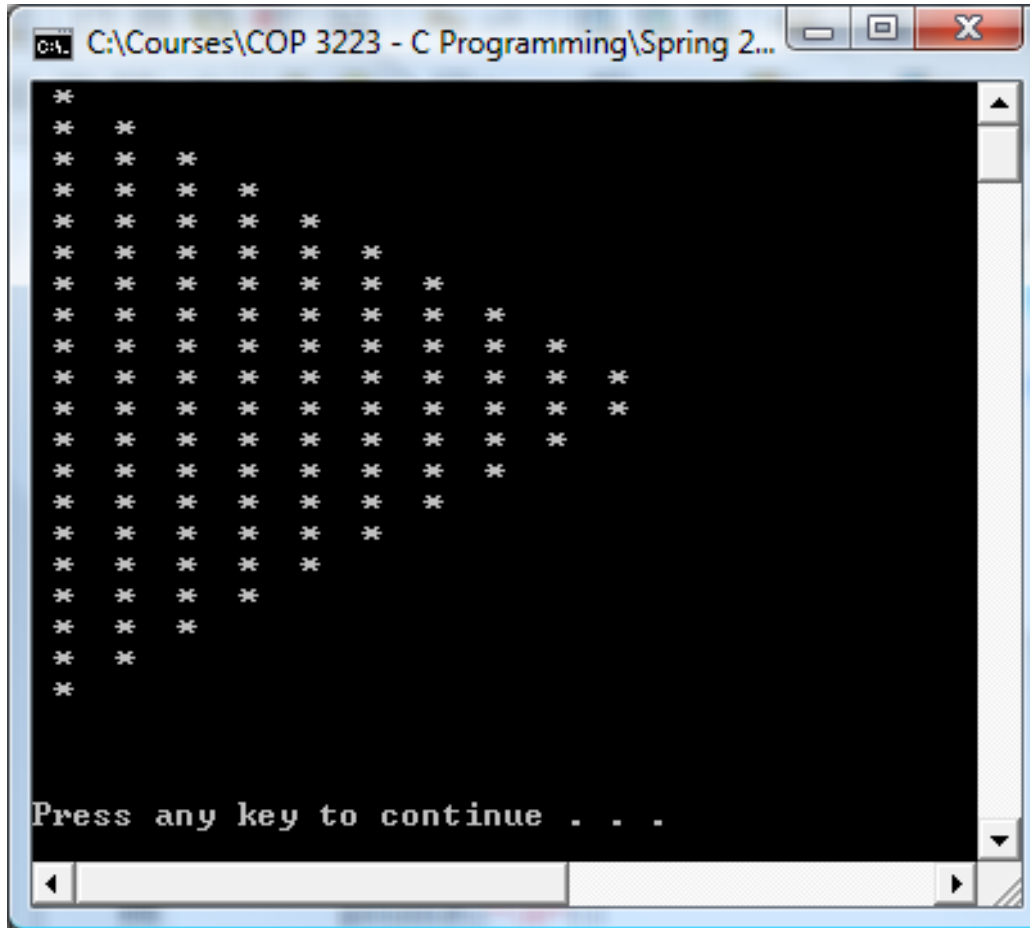 C:\Courses\COP 3223 - C Programming\Spring 2...
*
* *
* * *
* * * *
* * * * *
* * * * * *
* * * * * * *
* * * * * * * *
* * * * * * * * *
* * * * * * * * * *
* * * * * * * * * *
* * * * * * * * *
* * * * * * * *
* * * * * * *
* * * * * *
* * * * *
* * * *
* * *
* *
*
Press any key to continue . . .